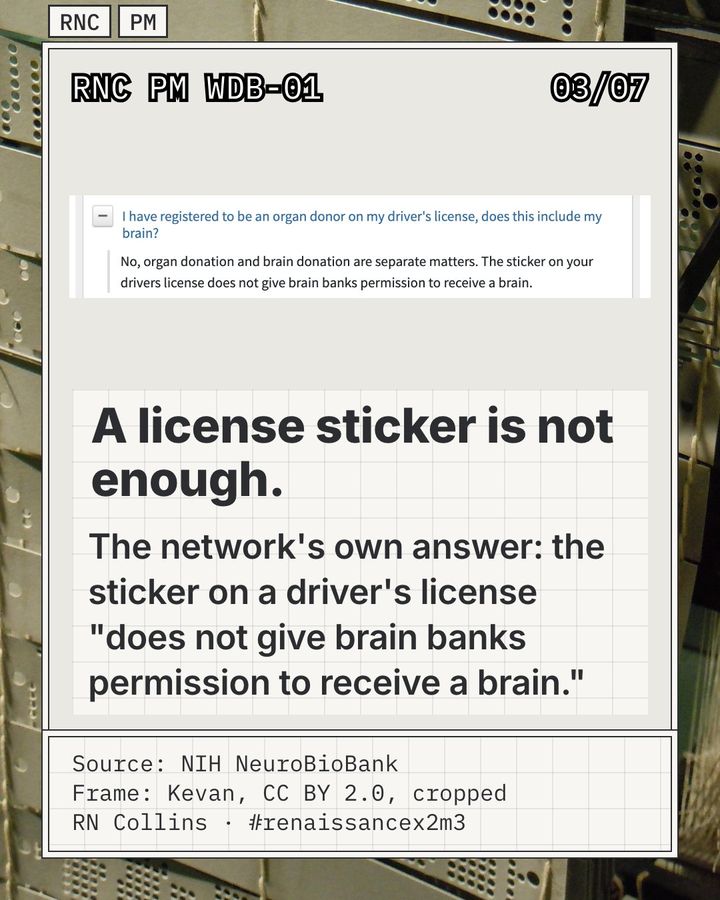 RNC PM
RNC PM WDB-01 03/07
I have registered to be an organ donor on my driver's license, does this include my
brain?
No, organ donation and brain donation are separate matters. The sticker on your
drivers license does not give brain banks permission to receive a brain.
A license sticker is not
enough.
The network's own answer: the
sticker on a driver's license
"does not give brain banks
permission to receive a brain."
Source: NIH NeuroBioBank
Frame: Kevan, CC BY 2.0, cropped
RN Collins · #renaissancex2m3